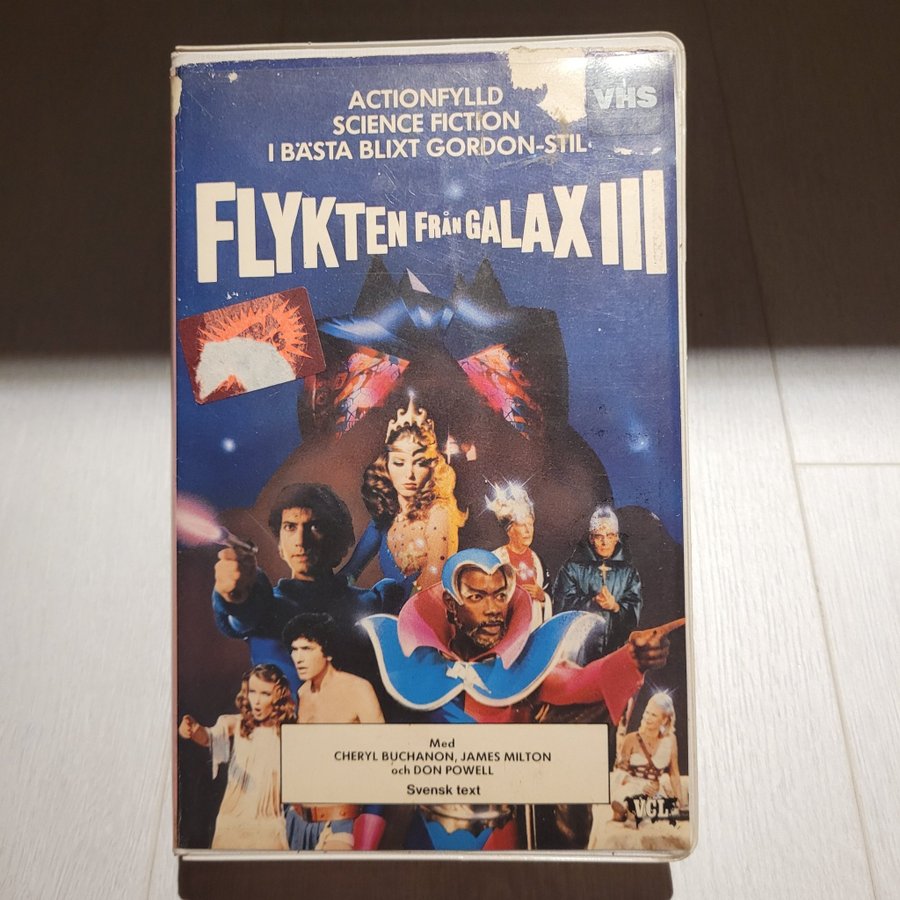 ACTIONFYLLD
SCIENCE FICTION
I BÄSTA BLIXT GORDON-STIL
VHS
FLYKTEN FRÅN GALAX III
Med
CHERYL BUCHANON, JAMES MILTON
och DON POWELL
Svensk text
VCL